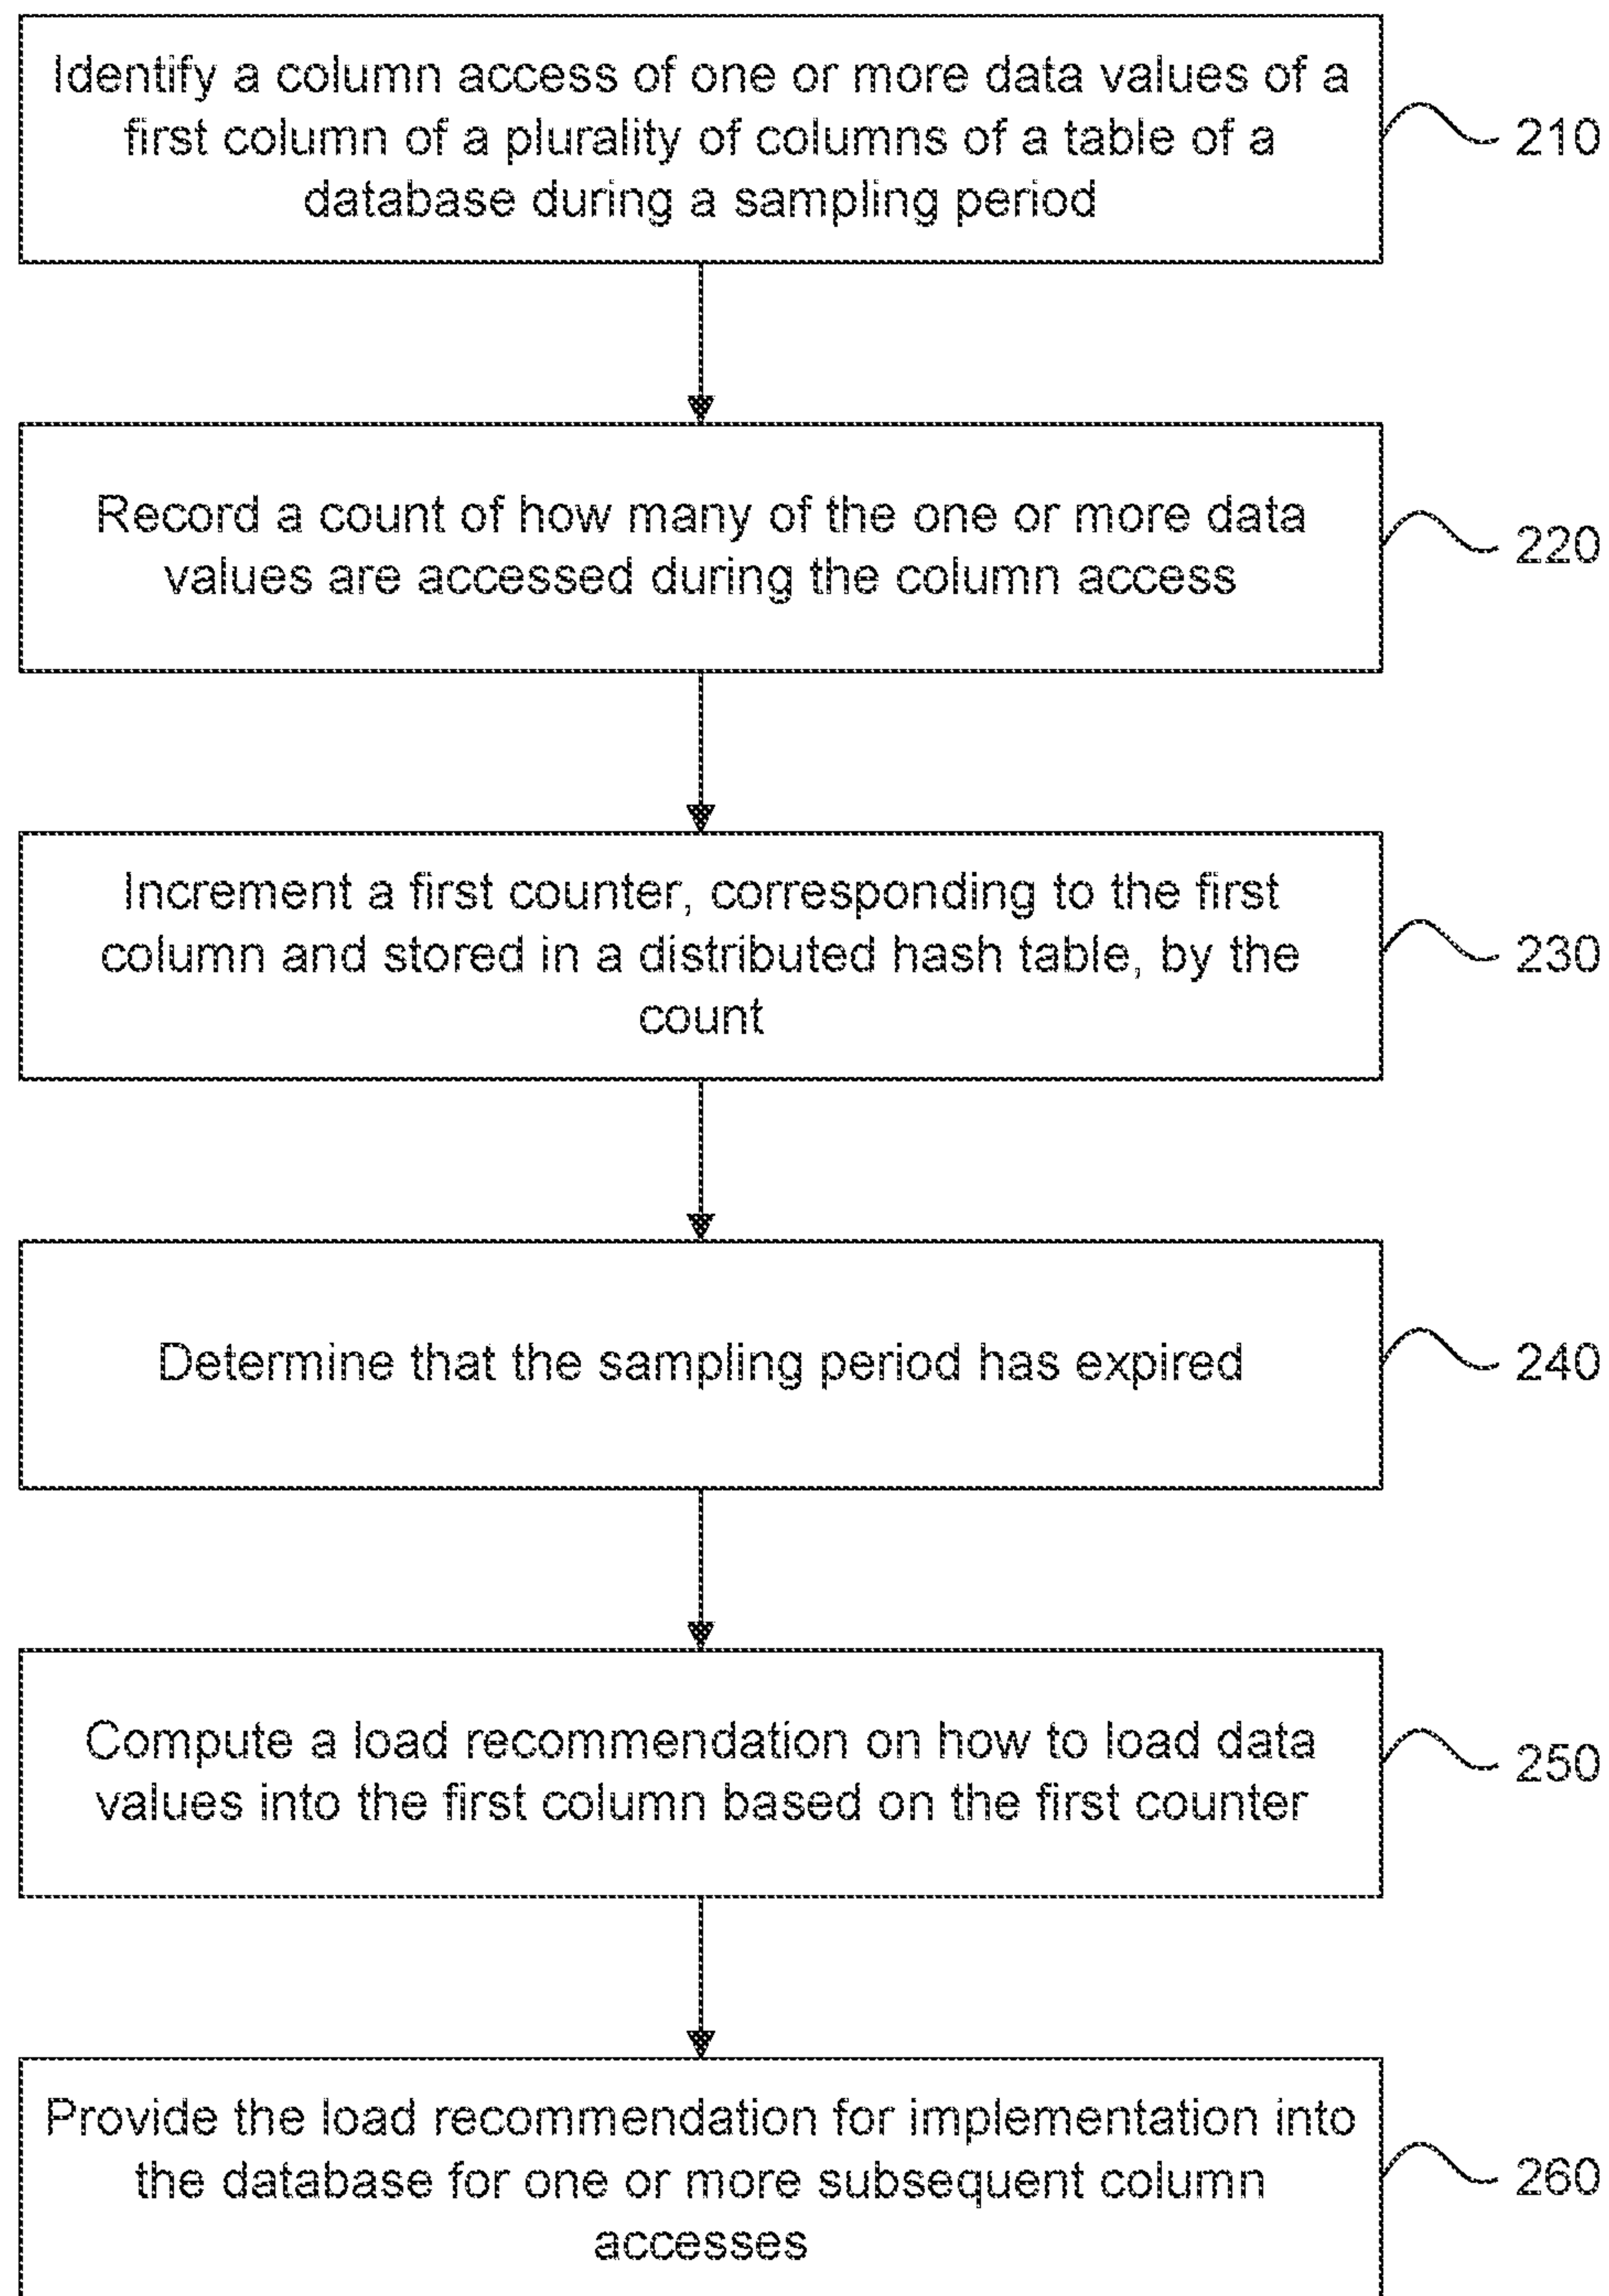 Identify a column access of one or more data values of a
first column of a plurality of columns of a table of a
database during a sampling period
210
Record a count of how many of the one or more data
values are accessed during the column access
220
Increment a first counter, corresponding to the first
column and stored in a distributed hash table, by the
count
230
Determine that the sampling period has expired
240
Compute a load recommendation on how to load data
values into the first column based on the first counter
250
Provide the load recommendation for implementation into
the database for one or more subsequent column
accesses
260